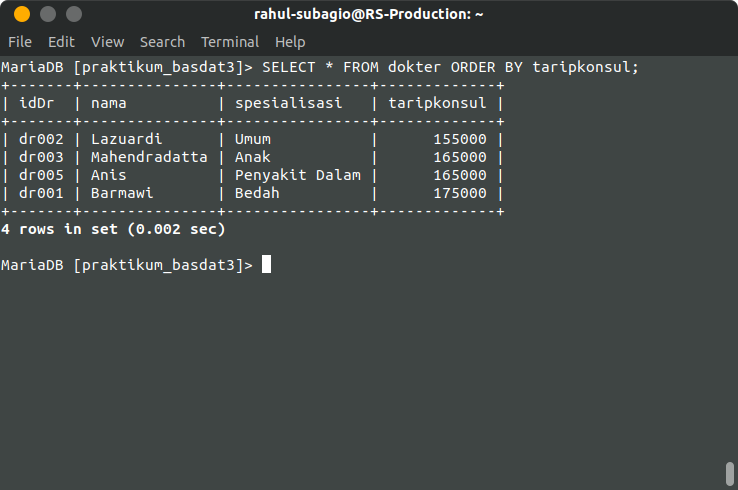 rahul-subagio@RS-Production: ~
File Edit View Search Terminal Help
MariaDB [praktikum_basdat3]> SELECT * FROM dokter ORDER BY taripkonsul;
+-------+---------------+----------------+-------------+
| idDr  | nama          | spesialisasi   | taripkonsul |
+-------+---------------+----------------+-------------+
| dr002 | Lazuardi      | Umum           |      155000 |
| dr003 | Mahendradatta | Anak           |      165000 |
| dr005 | Anis          | Penyakit Dalam |      165000 |
| dr001 | Barmawi       | Bedah          |      175000 |
+-------+---------------+----------------+-------------+
4 rows in set (0.002 sec)
MariaDB [praktikum_basdat3]>